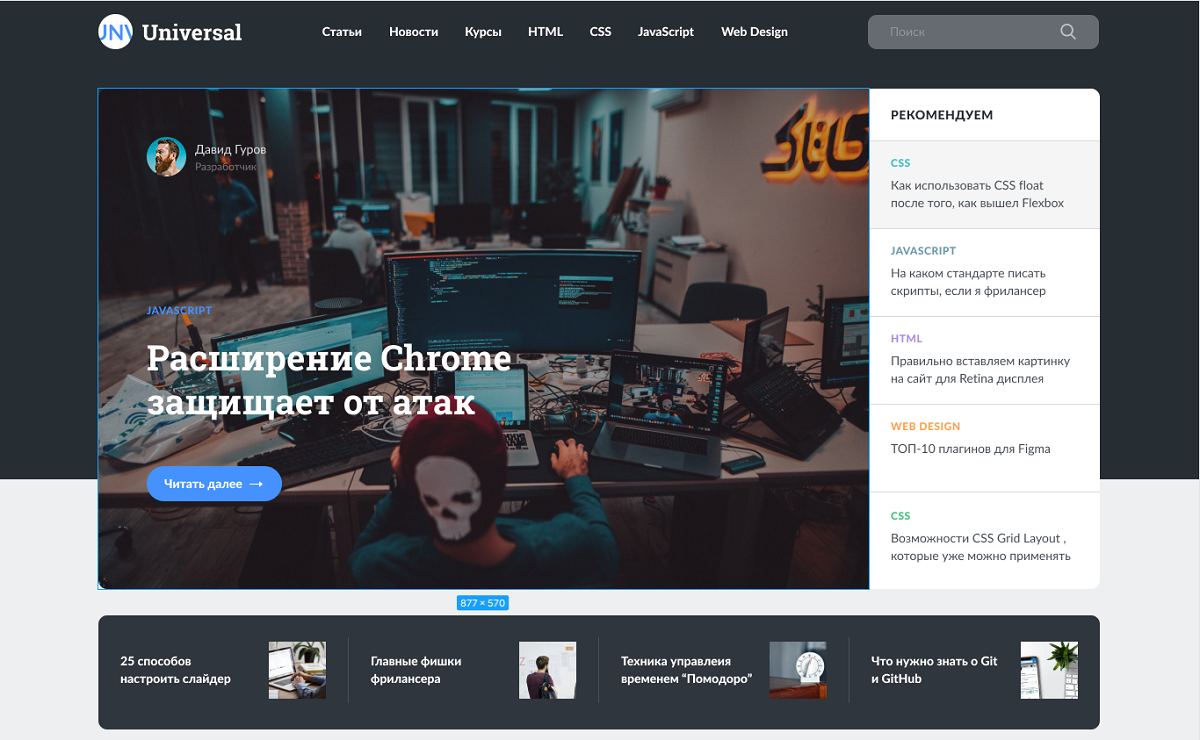 UNI Universal
Статьи Новости Курсы HTML CSS JavaScript Web Design
Поиск
Давид Гуров
Разработчик
JAVASCRIPT
Расширение Chrome
защищает от атак
Читать далее →
РЕКОМЕНДУЕМ
CSS
Как использовать CSS float
после того, как вышел Flexbox
JAVASCRIPT
На каком стандарте писать
скрипты, если я фрилансер
HTML
Правильно вставляем картинку
на сайт для Retina дисплея
WEB DESIGN
ТОП-10 плагинов для Figma
CSS
Возможности CSS Grid Layout ,
которые уже можно применять
877 × 570
25 способов
настроить слайдер
Главные фишки
фрилансера
Техника управлеия
временем “Помодоро”
Что нужно знать о Git
и GitHub